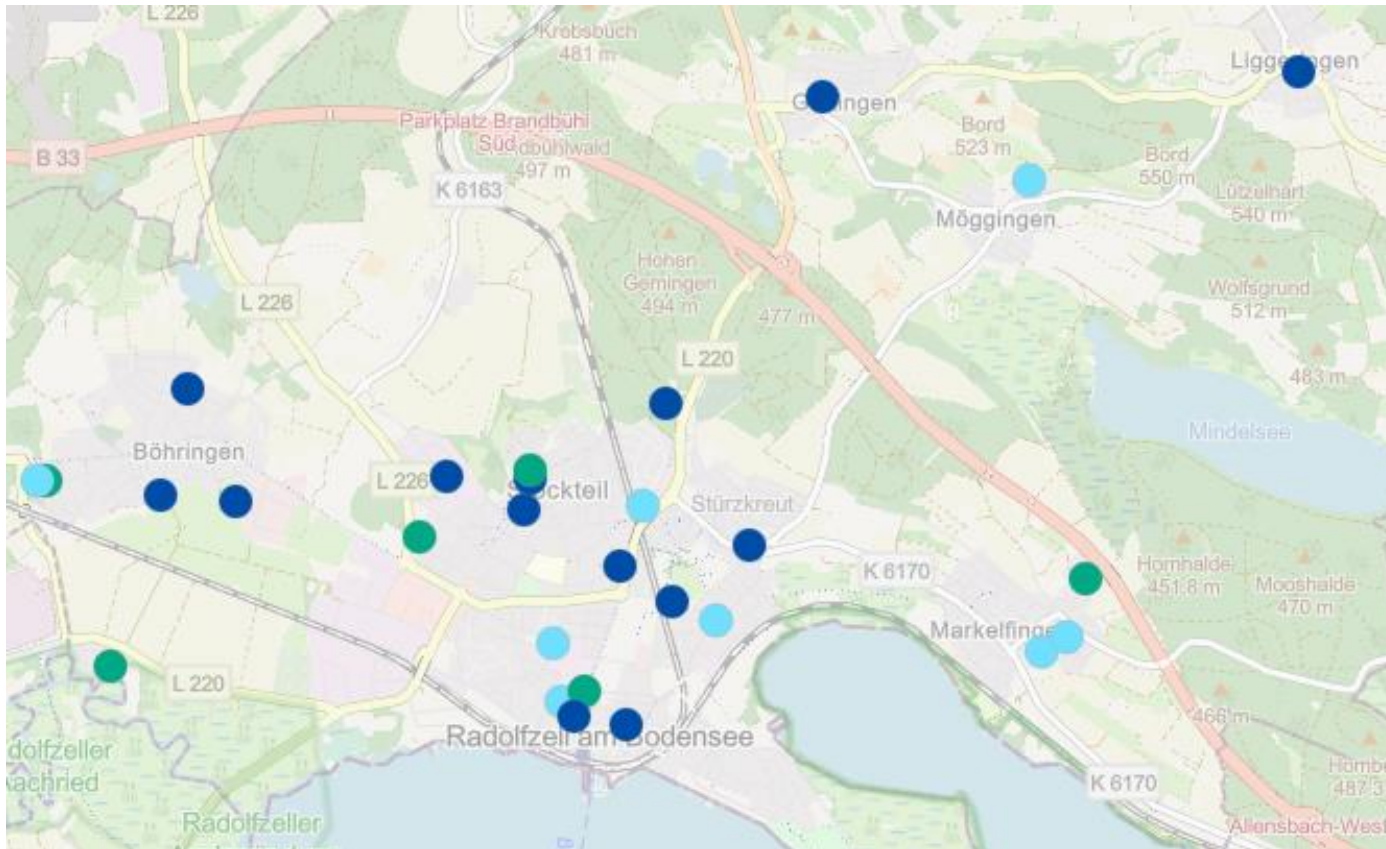 L 226
Krebsbuch
481 m
Liggeringen
Parkplatz Brandbühl
Süd
497 m
Bord
523 m
B 33
K 6163
Bord
550 m
Lützelhart
540 m
Möggingen
Hohen
Gemingen
494 m
Wolfsgrund
512 m
L 226
477 m
L 220
483 m
Mindelsee
Böhringen
L 226
Stürzkreut
K 6170
Hornhalde
451.8 m
Mooshalde
470 m
L 220
466 m
Radolfzell am Bodensee
K 6170
Radolfzeller
Allensbach-West